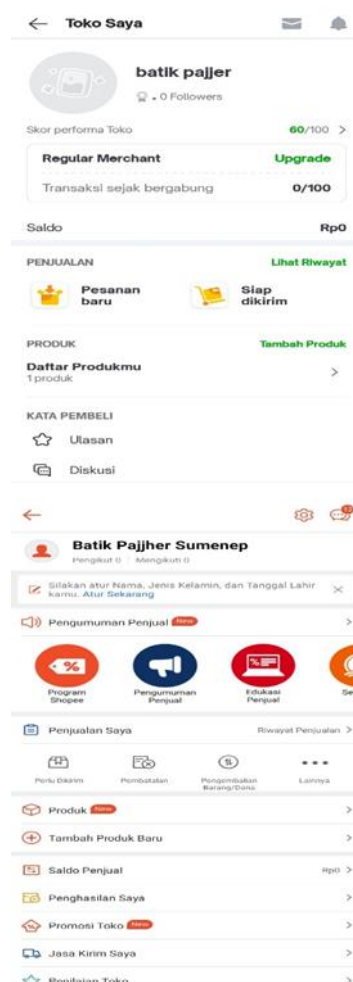 Toko Saya
batik pajjer
0 Followers
Skor performa Toko 60/100
Regular Merchant Upgrade
Transaksi sejak bergabung 0/100
Saldo Rp0
PENJUALAN Lihat Riwayat
Pesanan baru
Siap dikirim
PRODUK Tambah Produk
Daftar Produkmu
1 produk
KATA PEMBELI
Ulasan
Diskusi
Batik Pajjher Sumenep
Pengikut 0 Mengikuti 0
Silakan atur Nama, Jenis Kelamin, dan Tanggal Lahir
kamu. Atur Sekarang
Pengumuman Penjual New
Program Shopee
Pengumuman Penjual
Edukasi Penjual
Se
Penjualan Saya Riwayat Penjualan
Perlu Dikirim
Pembatalan
Pengembalian Barang/Dana
Lainnya
Produk New
Tambah Produk Baru
Saldo Penjual Rp0
Penghasilan Saya
Promosi Toko New
Jasa Kirim Saya
Penilaian Toko